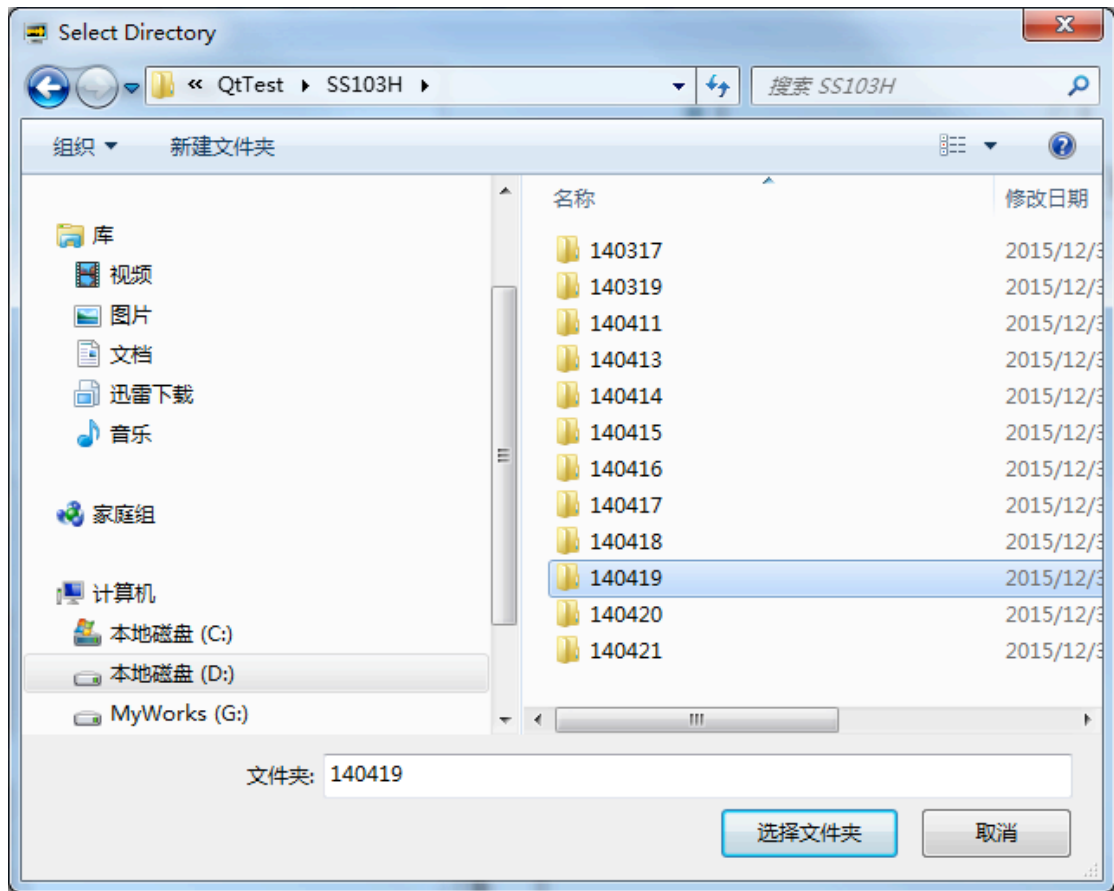 Select Directory
« QtTest ▸ SS103H ▸
搜索 SS103H
组织
新建文件夹
库
视频
图片
文档
迅雷下载
音乐
家庭组
计算机
本地磁盘 (C:)
本地磁盘 (D:)
MyWorks (G:)
名称 修改日期
140317 2015/12/3
140319 2015/12/3
140411 2015/12/3
140413 2015/12/3
140414 2015/12/3
140415 2015/12/3
140416 2015/12/3
140417 2015/12/3
140418 2015/12/3
140419 2015/12/3
140420 2015/12/3
140421 2015/12/3
文件夹: 140419
选择文件夹 取消